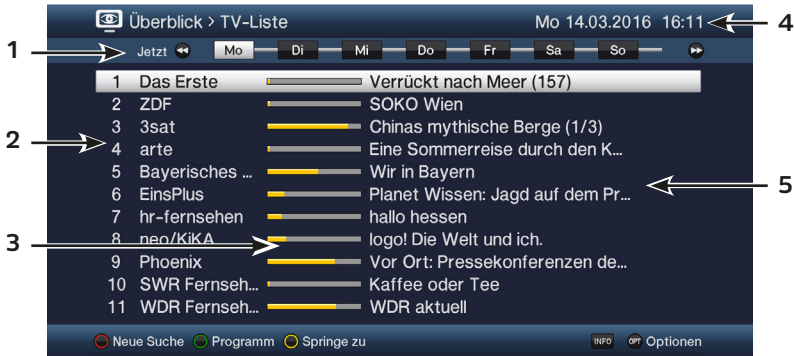 Überblick > TV-Liste Mo 14.03.2016 16:11 4
1 Jetzt Mo Di Mi Do Fr Sa So
1 Das Erste Verrückt nach Meer (157)
2 ZDF SOKO Wien
3 3sat Chinas mythische Berge (1/3)
2 4 arte Eine Sommerreise durch den K...
5 Bayerisches ... Wir in Bayern
6 EinsPlus Planet Wissen: Jagd auf dem Pr... 5
7 hr-fernsehen hallo hessen
3 8 neo/KiKA logo! Die Welt und ich.
9 Phoenix Vor Ort: Pressekonferenzen de...
10 SWR Fernseh... Kaffee oder Tee
11 WDR Fernseh... WDR aktuell
Neue Suche Programm Springe zu INFO OPT Optionen